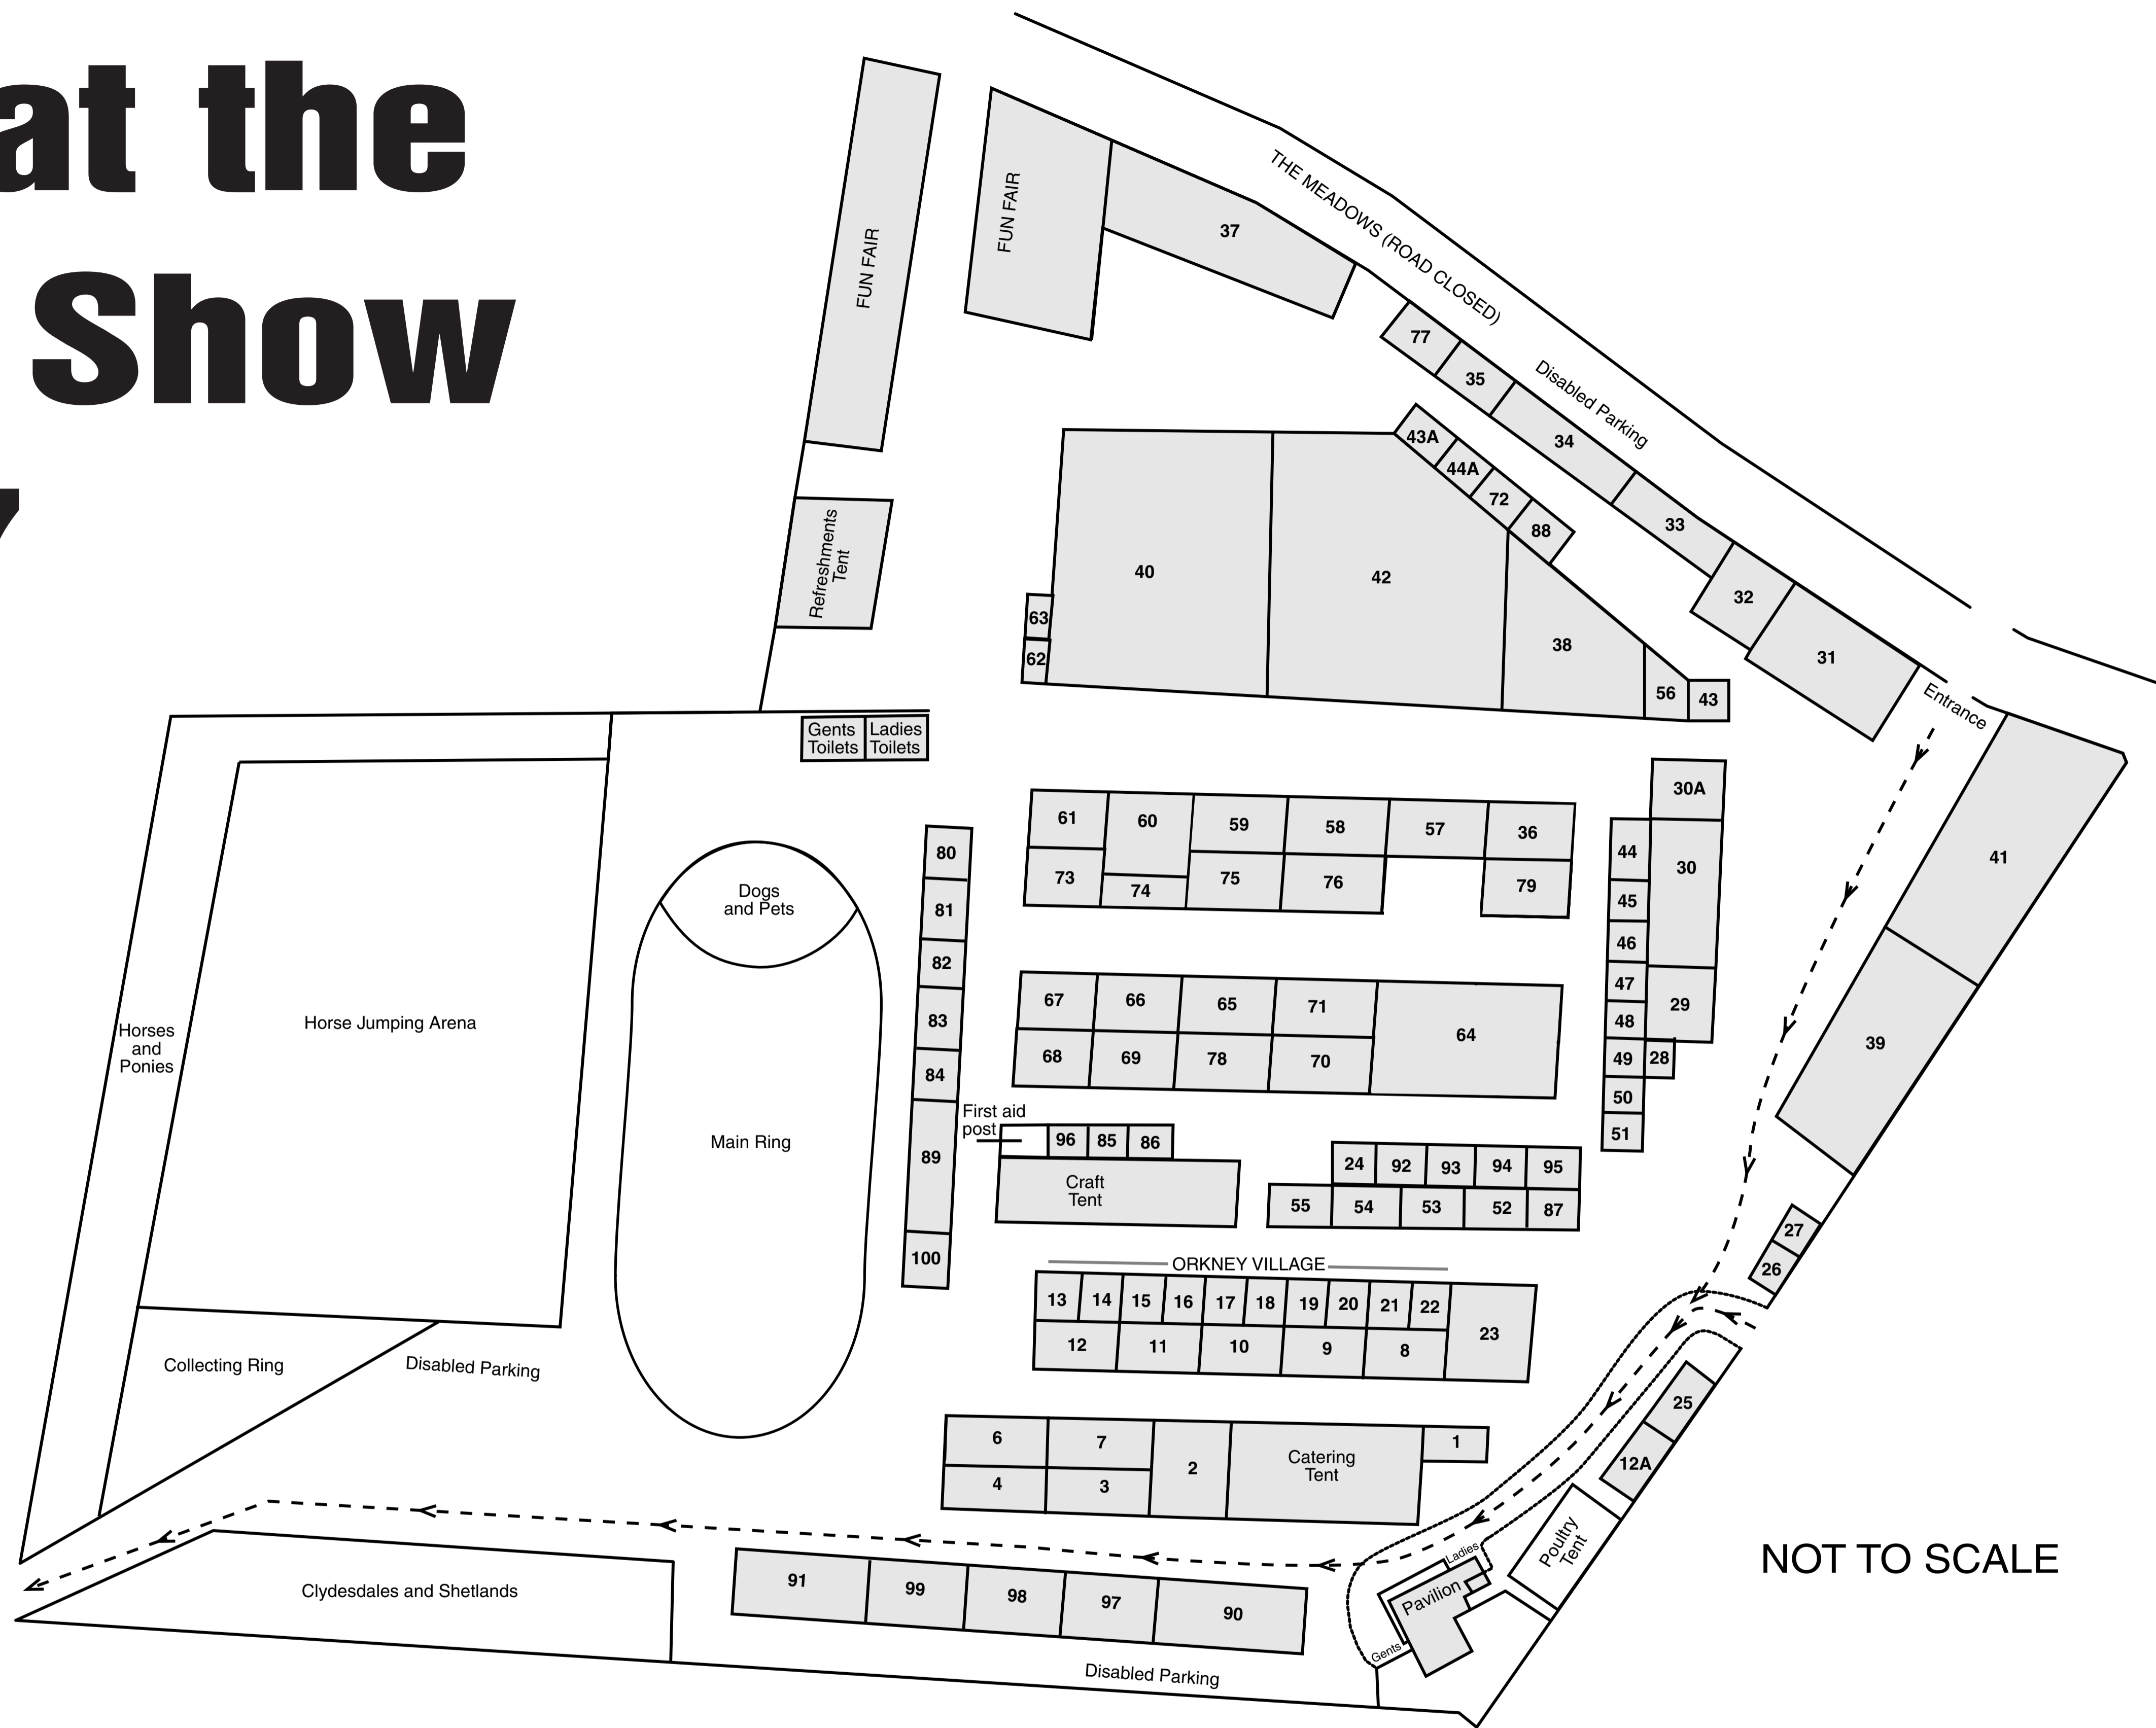 at the
Show
FUN FAIR
FUN FAIR
37
THE MEADOWS (ROAD CLOSED)
77
35
34
33
32
31
Disabled Parking
Entrance
Refreshments
Tent
43A
44A
72
88
40
42
38
56
43
63
62
Gents
Toilets
Ladies
Toilets
Horses
and
Ponies
Horse Jumping Arena
Dogs
and Pets
Main Ring
80
81
82
83
84
89
100
61
60
59
58
57
36
73
74
75
76
79
67
66
65
71
64
68
69
78
70
30A
30
29
28
44
45
46
47
48
49
50
51
41
39
27
26
First aid
post
96
85
86
Craft
Tent
24
92
93
94
95
55
54
53
52
87
ORKNEY VILLAGE
13
14
15
16
17
18
19
20
21
22
23
12
11
10
9
8
25
12A
Collecting Ring
Disabled Parking
6
7
2
Catering
Tent
1
4
3
Poultry
Tent
NOT TO SCALE
Ladies
Pavilion
Gents
Clydesdales and Shetlands
91
99
98
97
90
Disabled Parking